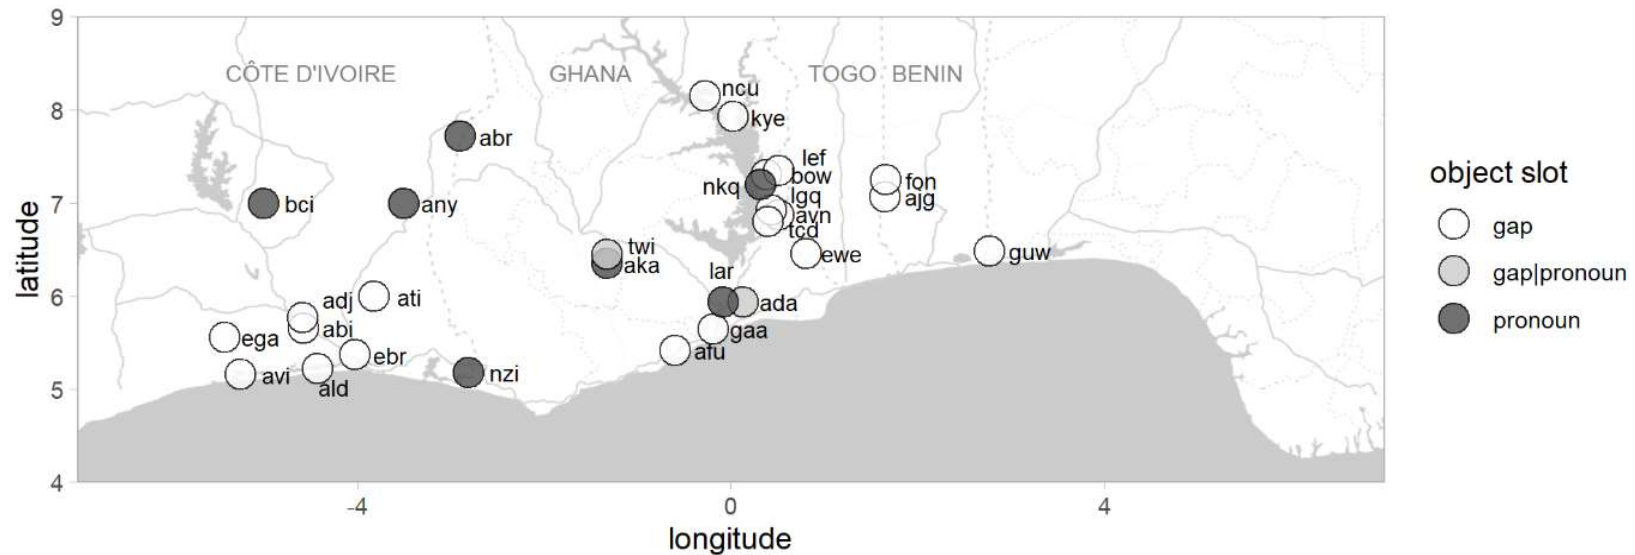 9
8
7
6
5
4
latitude
-4
0
4
longitude
CÔTE D'IVOIRE
GHANA
TOGO
BENIN
ncu
kye
abr
lef
bow
nkq
lgq
avn
tcd
fon
ajg
bci
any
twi
aka
ewe
guw
lar
ada
gaa
afu
adj
ati
abi
ega
ebr
avi
ald
nzi
object slot
gap
gap|pronoun
pronoun